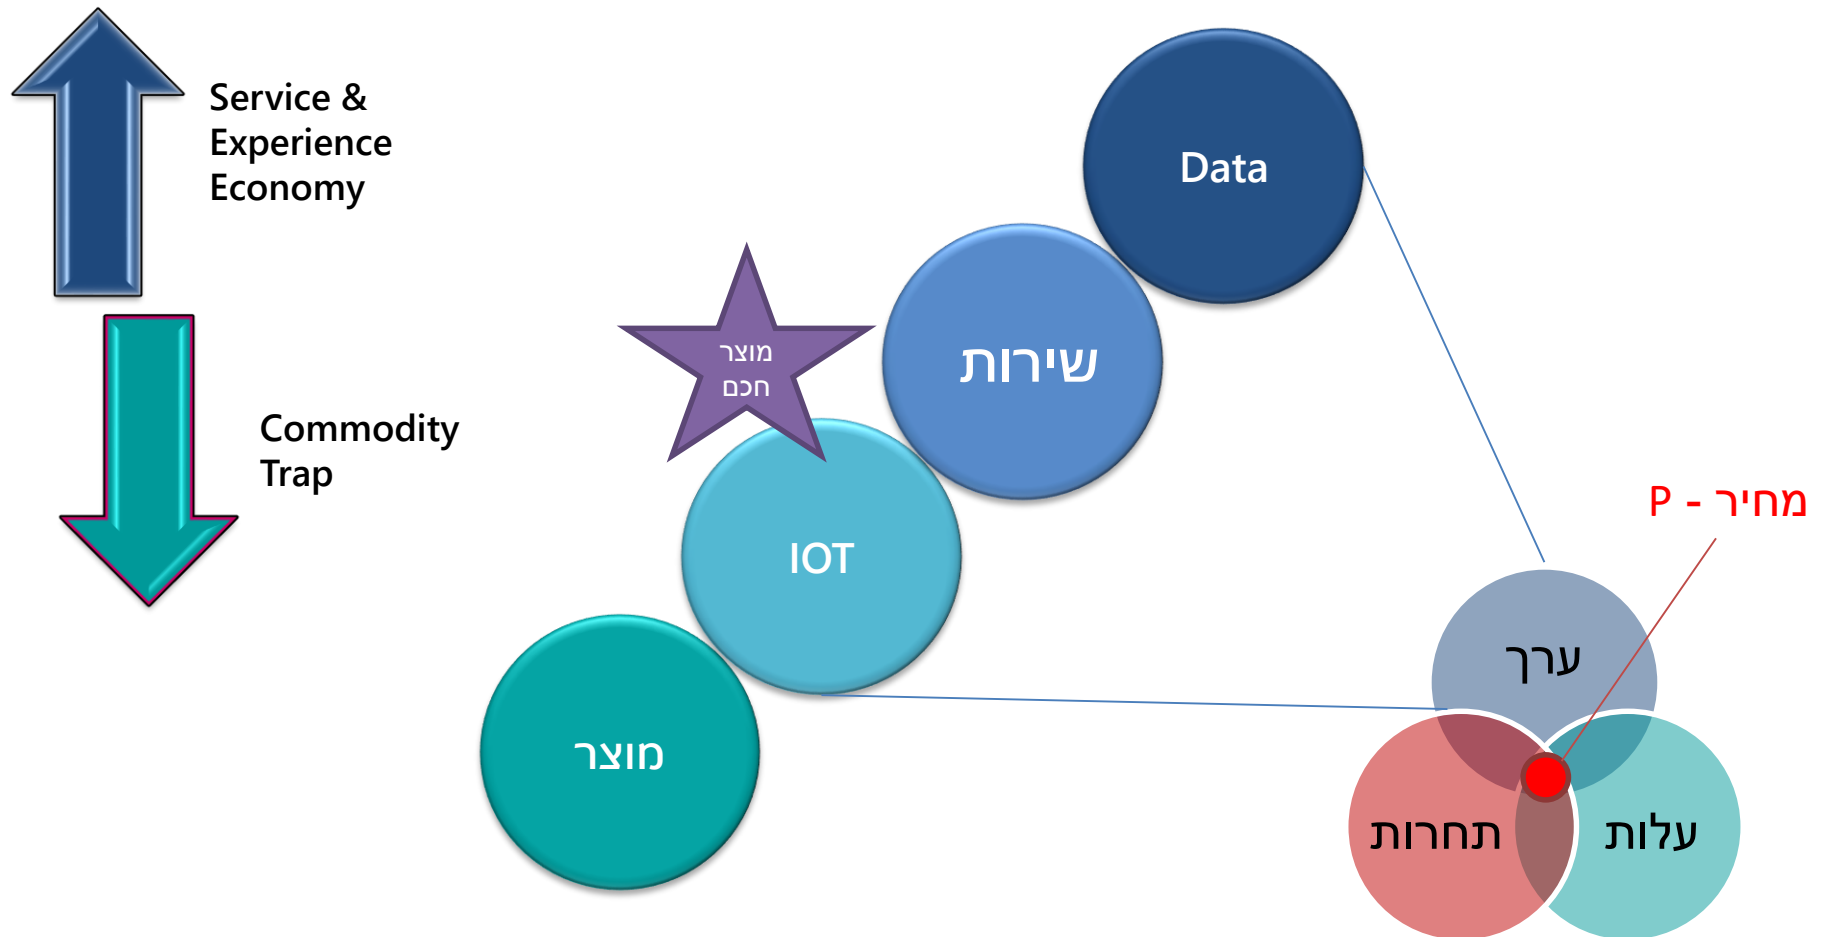 Service &
Experience
Economy
Data
מוצר
חכם
שירות
Commodity
Trap
P - מחיר
IOT
ערך
מוצר
תחרות
עלות